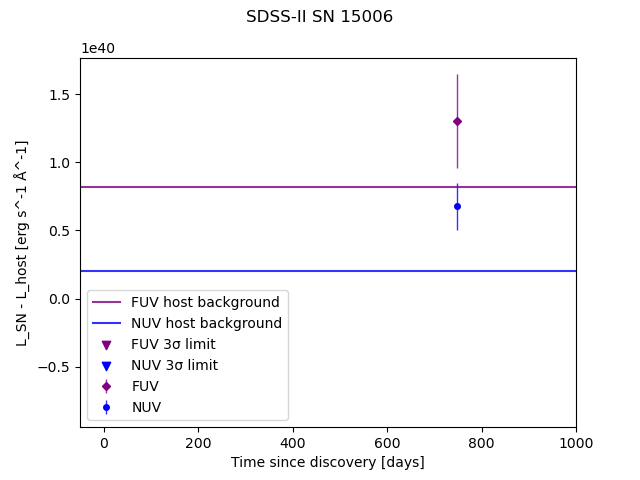 SDSS-II SN 15006
1e40
1.5
1.0
0.5
0.0
−0.5
L_SN - L_host [erg s^-1 Å^-1]
FUV host background
NUV host background
FUV 3σ limit
NUV 3σ limit
FUV
NUV
0 200 400 600 800 1000
Time since discovery [days]